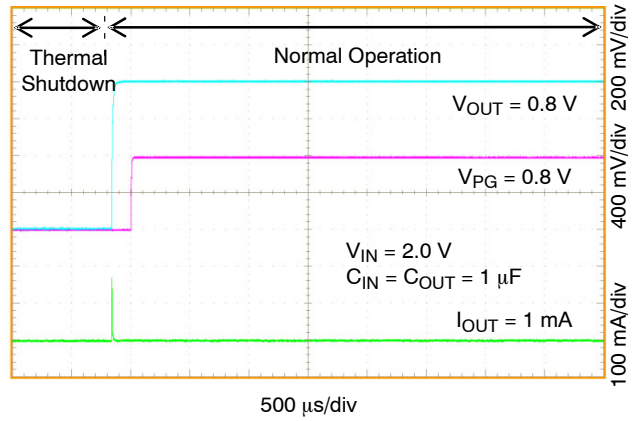 Thermal
Shutdown
Normal Operation
V_OUT = 0.8 V
V_PG = 0.8 V
V_IN = 2.0 V
C_IN = C_OUT = 1 μF
I_OUT = 1 mA
200 mV/div
400 mV/div
100 mA/div
500 μs/div